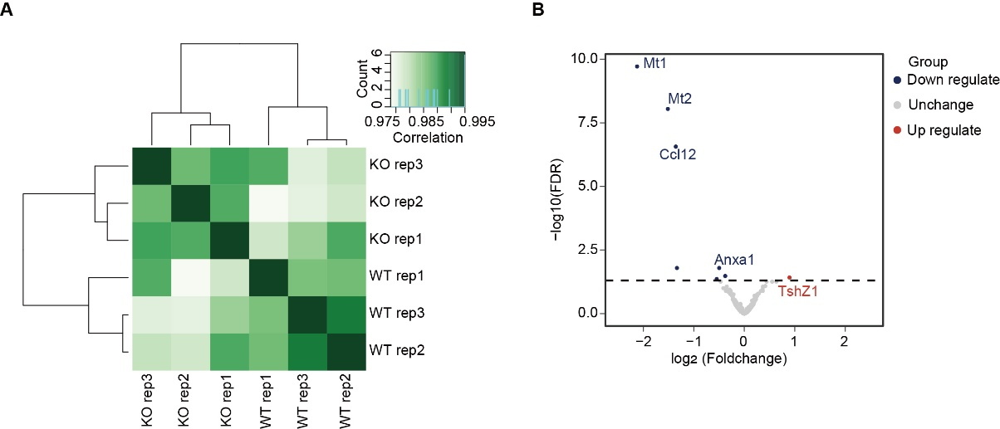 A
6
4
2
0
Count
0.975 0.985 0.995
Correlation
KO rep3
KO rep2
KO rep1
WT rep1
WT rep3
WT rep2
KO rep3
KO rep2
KO rep1
WT rep1
WT rep3
WT rep2
B
10.0
7.5
5.0
2.5
0.0
−log10(FDR)
Mt1
Mt2
Ccl12
Anxa1
TshZ1
−2 −1 0 1 2
log2 (Foldchange)
Group
Down regulate
Unchange
Up regulate